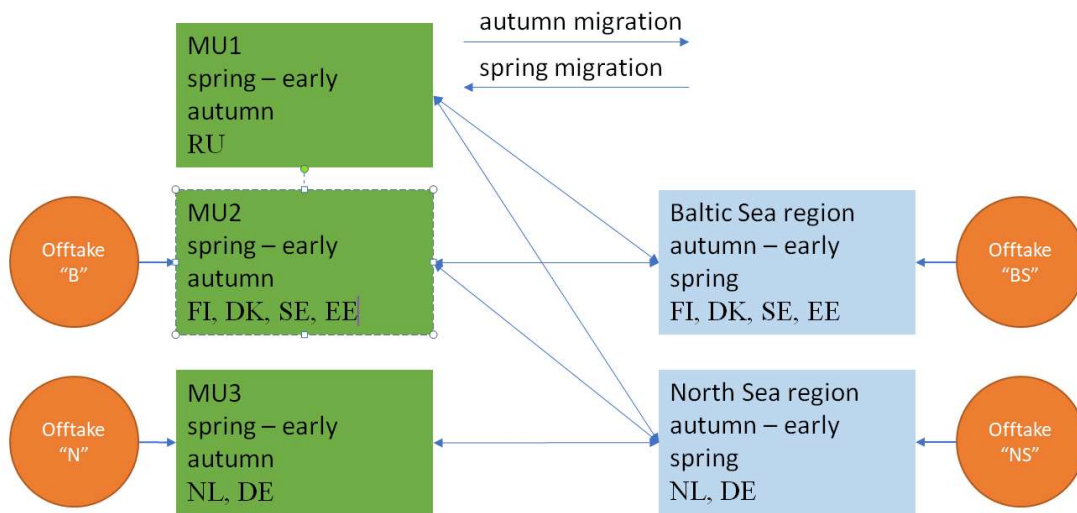 autumn migration
spring migration
MU1
spring – early
autumn
RU
MU2
spring – early
autumn
FI, DK, SE, EE
MU3
spring – early
autumn
NL, DE
Baltic Sea region
autumn – early
spring
FI, DK, SE, EE
North Sea region
autumn – early
spring
NL, DE
Offtake
“B”
Offtake
“N”
Offtake
“BS”
Offtake
“NS”